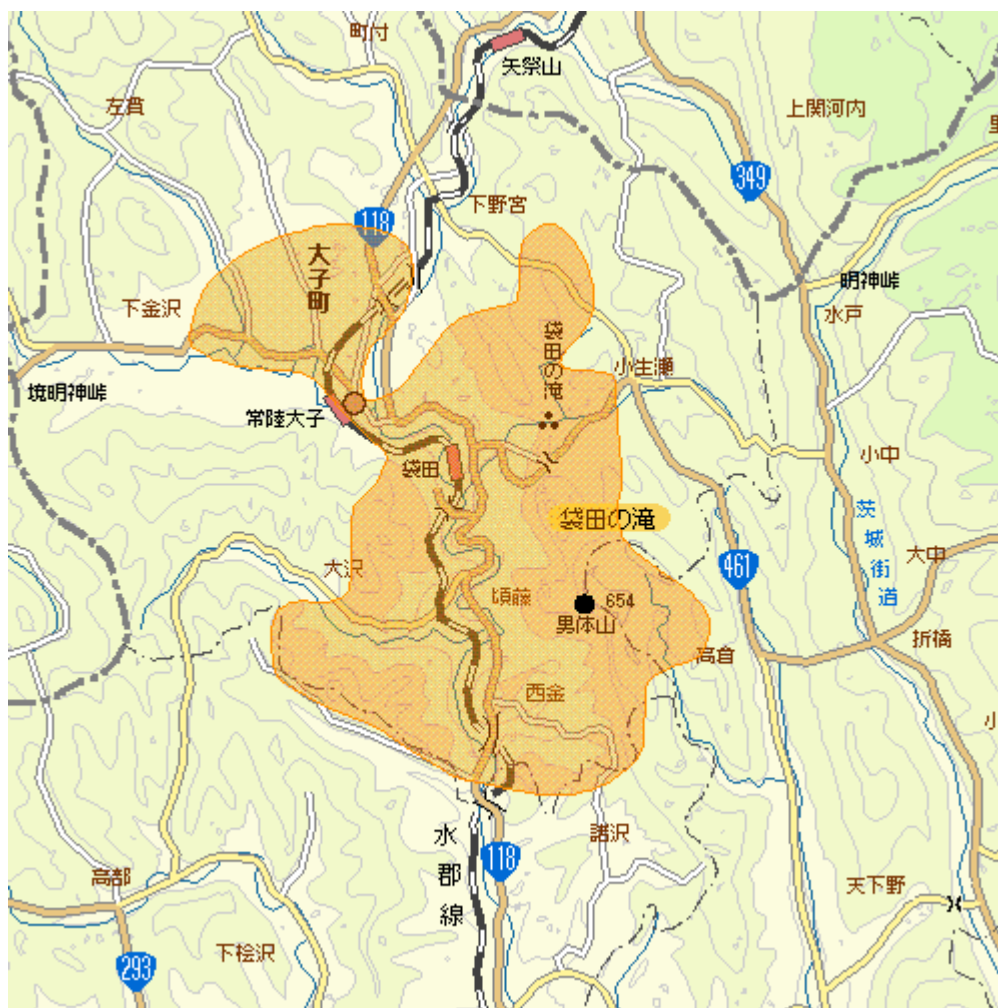 町付
矢祭山
左貫
上関河内
里
349
下野宮
118
大子町
明神峠
下金沢
水戸
袋田の滝
小生瀬
境明神峠
常陸大子
小中
袋田
袋田の滝
茨城街道
大中
461
大沢
頃藤
654
男体山
折橋
高倉
西金
小
水郡線
諸沢
118
高部
天下野
下桧沢
293